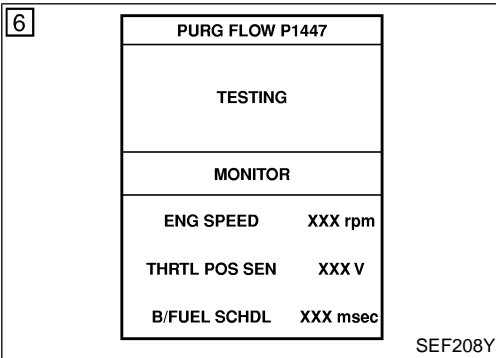 6
PURG FLOW P1447
TESTING
MONITOR
ENG SPEED XXX rpm
THRTL POS SEN XXX V
B/FUEL SCHDL XXX msec
SEF208Y